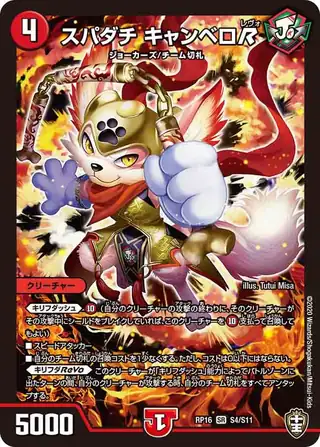 4
スパダチ キャンベロR
レヴォ
ジョーカーズ/チーム切札
J
illus. Tutui Misa
クリーチャー
キリフダッシュ 10 (自分のクリーチャーの攻撃の終わりに、そのクリーチャーが
その攻撃中にシールドをブレイクしていれば、このクリーチャーを 10 支払って召喚して
もよい)
■スピードアタッカー
■自分のチーム切札の召喚コストを1少なくする。ただし、コストは0以下にはならない。
キリフダReVo このクリーチャーが「キリフダッシュ」能力によってバトルゾーンに
出たターンの間、自分のクリーチャーが攻撃する時、自分のチーム切札をすべてアンタッ
プする。
©2020 Wizards/Shogakukan/Mitsui-Kids
5000
J
RP16 SR S4/S11